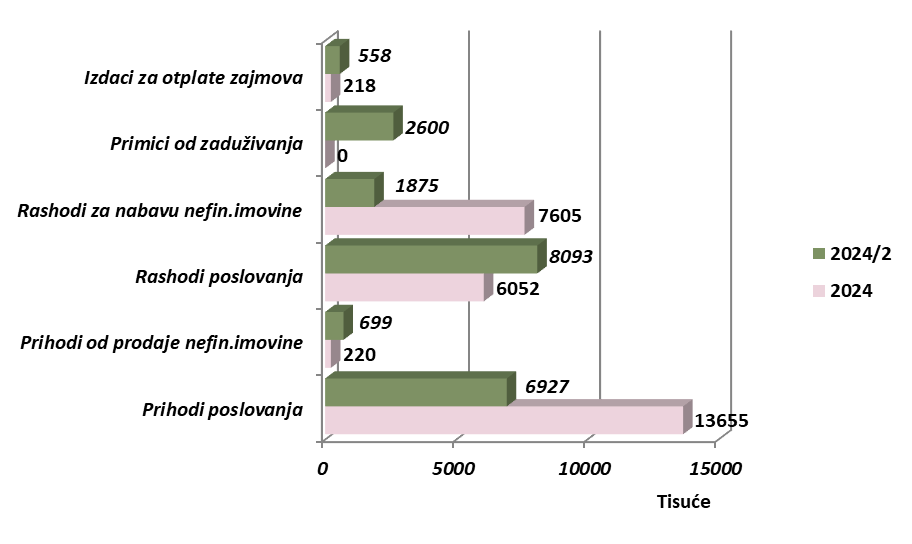 Izdaci za otplate zajmova
558
218
Primici od zaduživanja
2600
0
Rashodi za nabavu nefin.imovine
1875
7605
Rashodi poslovanja
8093
6052
Prihodi od prodaje nefin.imovine
699
220
Prihodi poslovanja
6927
13655
0 5000 10000 15000
Tisuće
2024/2
2024